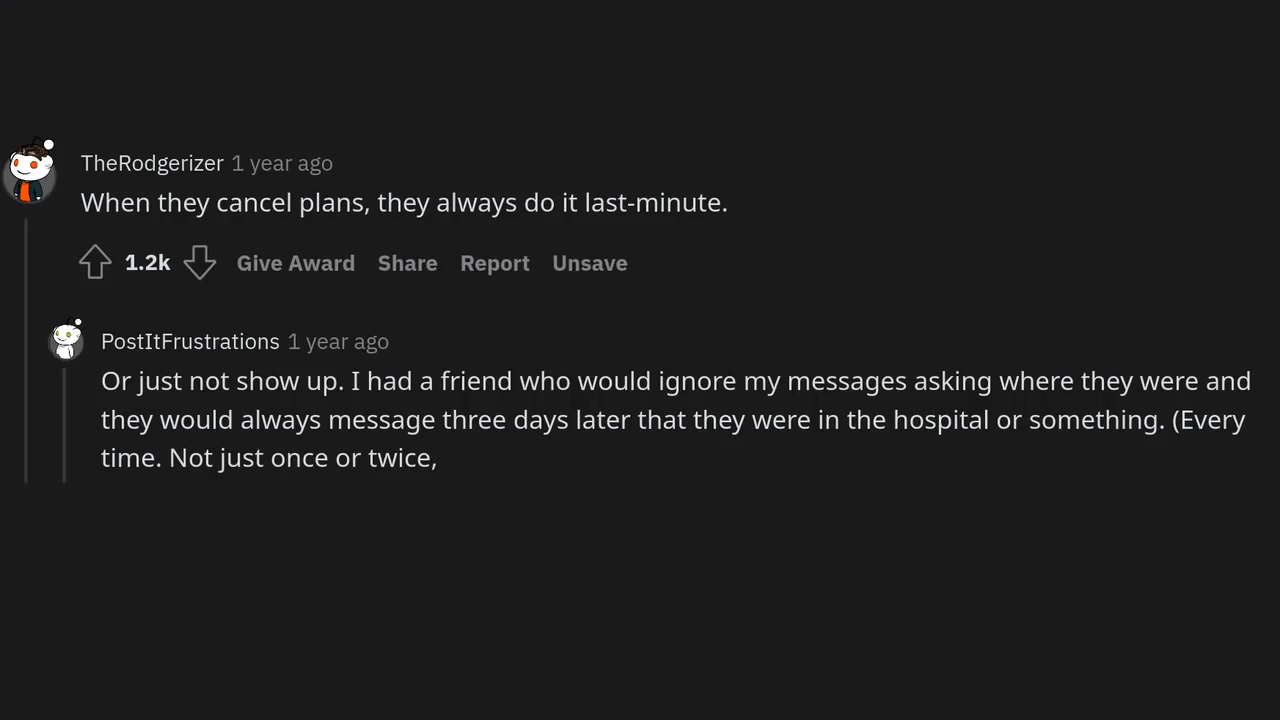 TheRodgerizer 1 year ago
When they cancel plans, they always do it last-minute.
1.2k Give Award Share Report Unsave
PostItFrustrations 1 year ago
Or just not show up. I had a friend who would ignore my messages asking where they were and
they would always message three days later that they were in the hospital or something. (Every
time. Not just once or twice,